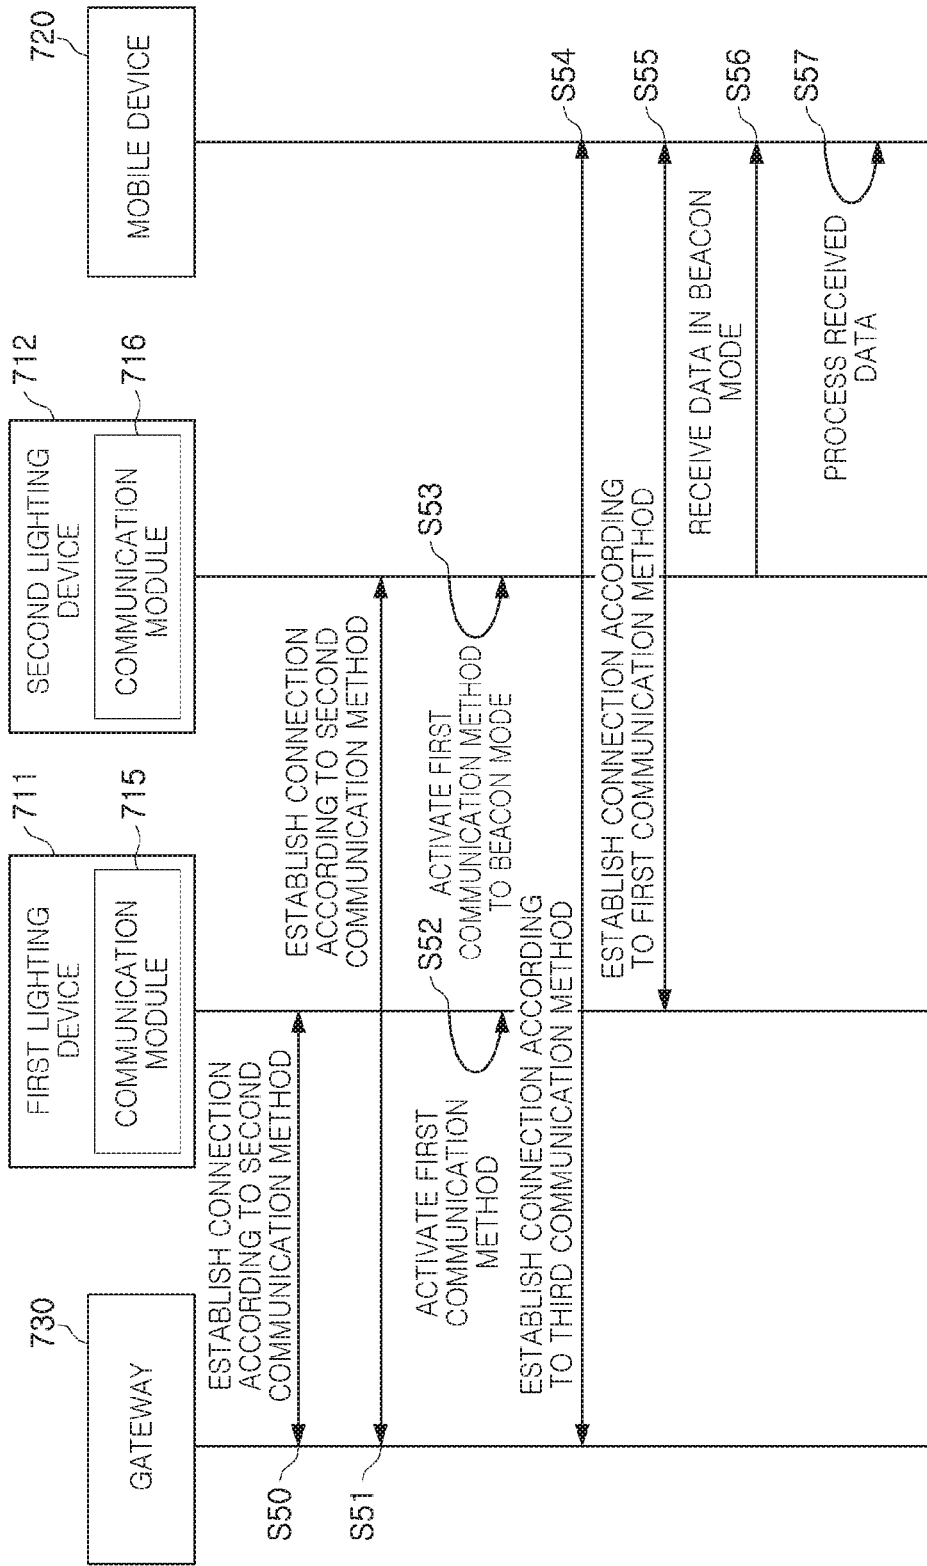 730
GATEWAY
711
FIRST LIGHTING
DEVICE
715
COMMUNICATION
MODULE
712
SECOND LIGHTING
DEVICE
716
COMMUNICATION
MODULE
720
MOBILE DEVICE
ESTABLISH CONNECTION
ACCORDING TO SECOND
COMMUNICATION METHOD
S50
ESTABLISH CONNECTION
ACCORDING TO SECOND
COMMUNICATION METHOD
S51
S52
ACTIVATE FIRST
COMMUNICATION
METHOD
S53
ACTIVATE FIRST
COMMUNICATION METHOD
TO BEACON MODE
ESTABLISH CONNECTION ACCORDING
TO THIRD COMMUNICATION METHOD
S54
ESTABLISH CONNECTION ACCORDING
TO FIRST COMMUNICATION METHOD
S55
RECEIVE DATA IN BEACON
MODE
S56
S57
PROCESS RECEIVED
DATA